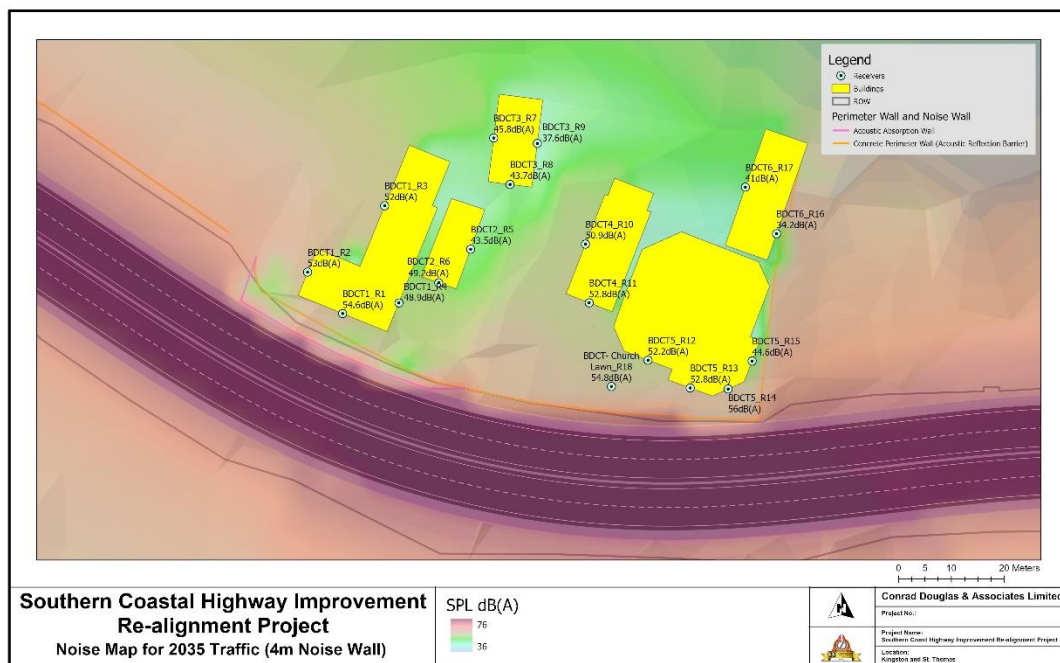 Legend
Receivers
Buildings
ROW
Perimeter Wall and Noise Wall
Acoustic Absorption Wall
Concrete Perimeter Wall (Acoustic Reflection Barrier)
BDCT3_R7
45.8dB(A)
BDCT3_R9
37.6dB(A)
BDCT3_R8
43.7dB(A)
BDCT1_R3
52dB(A)
BDCT6_R17
41dB(A)
BDCT6_R16
34.2dB(A)
BDCT2_R5
43.5dB(A)
BDCT4_R10
50.9dB(A)
BDCT1_R2
53dB(A)
BDCT2_R6
49.2dB(A)
BDCT1_R4
48.9dB(A)
BDCT1_R1
54.6dB(A)
BDCT4_R11
52.8dB(A)
BDCT5_R12
52.2dB(A)
BDCT- Church
Lawn_R18
54.8dB(A)
BDCT5_R13
52.8dB(A)
BDCT5_R15
44.6dB(A)
BDCT5_R14
56dB(A)
0 5 10 20 Meters
Southern Coastal Highway Improvement
Re-alignment Project
Noise Map for 2035 Traffic (4m Noise Wall)
SPL dB(A)
76
36
Conrad Douglas & Associates Limited
Project No.:
Project Name:
Southern Coast Highway Improvement Re-alignment Project
Location:
Kingston and St. Thomas